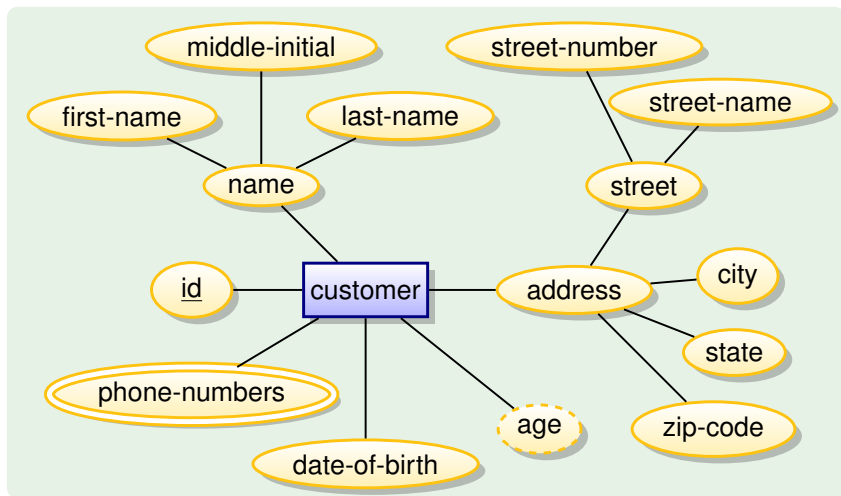 middle-initial
street-number
first-name
last-name
street-name
name
street
id
customer
address
city
state
phone-numbers
age
zip-code
date-of-birth